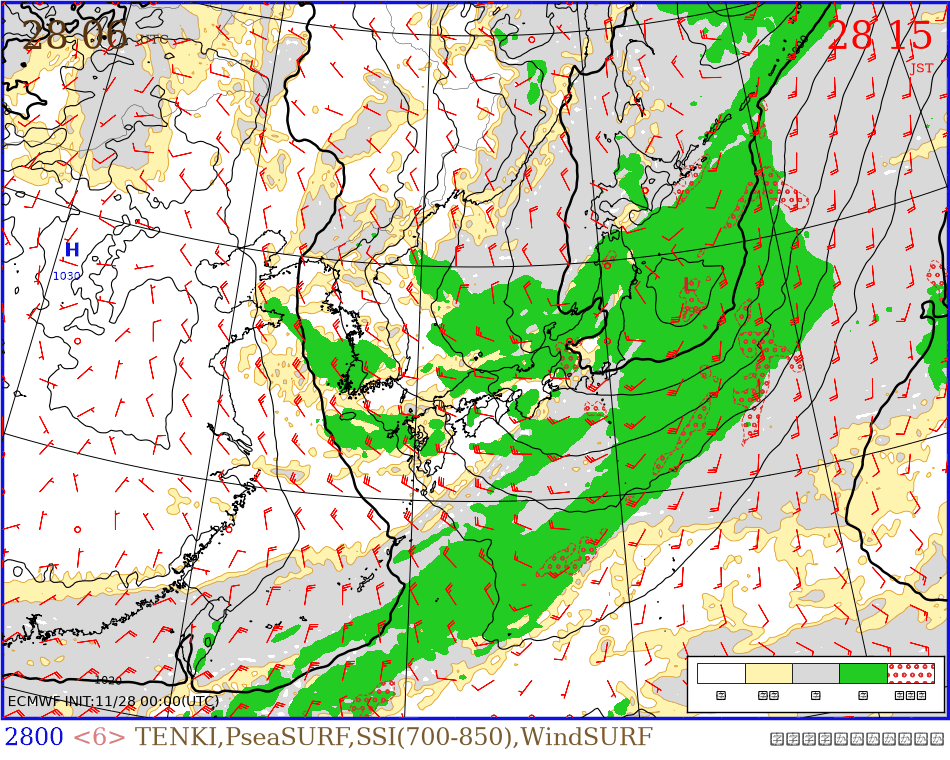 28 06 UTC
28 15
JST
H
1030
L
1020
ECMWF INIT:11/28 00:00(UTC)
2800 <6> TENKI,PseaSURF,SSI(700-850),WindSURF